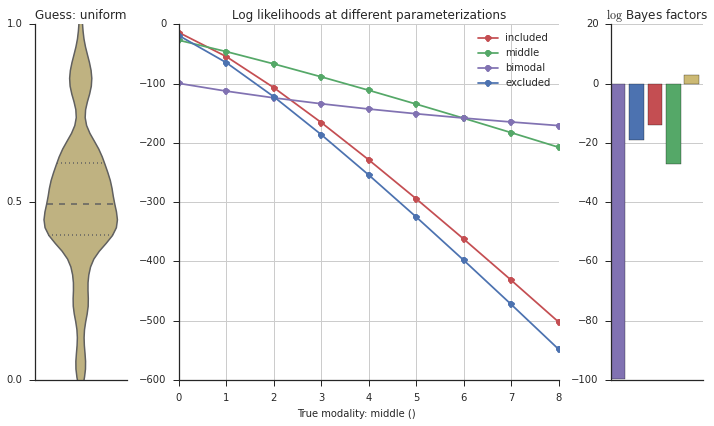 Guess: uniform
1.0
0.5
0.0
Log likelihoods at different parameterizations
included
middle
bimodal
excluded
0
−100
−200
−300
−400
−500
−600
0 1 2 3 4 5 6 7 8
True modality: middle ()
log Bayes factors
20
0
−20
−40
−60
−80
−100